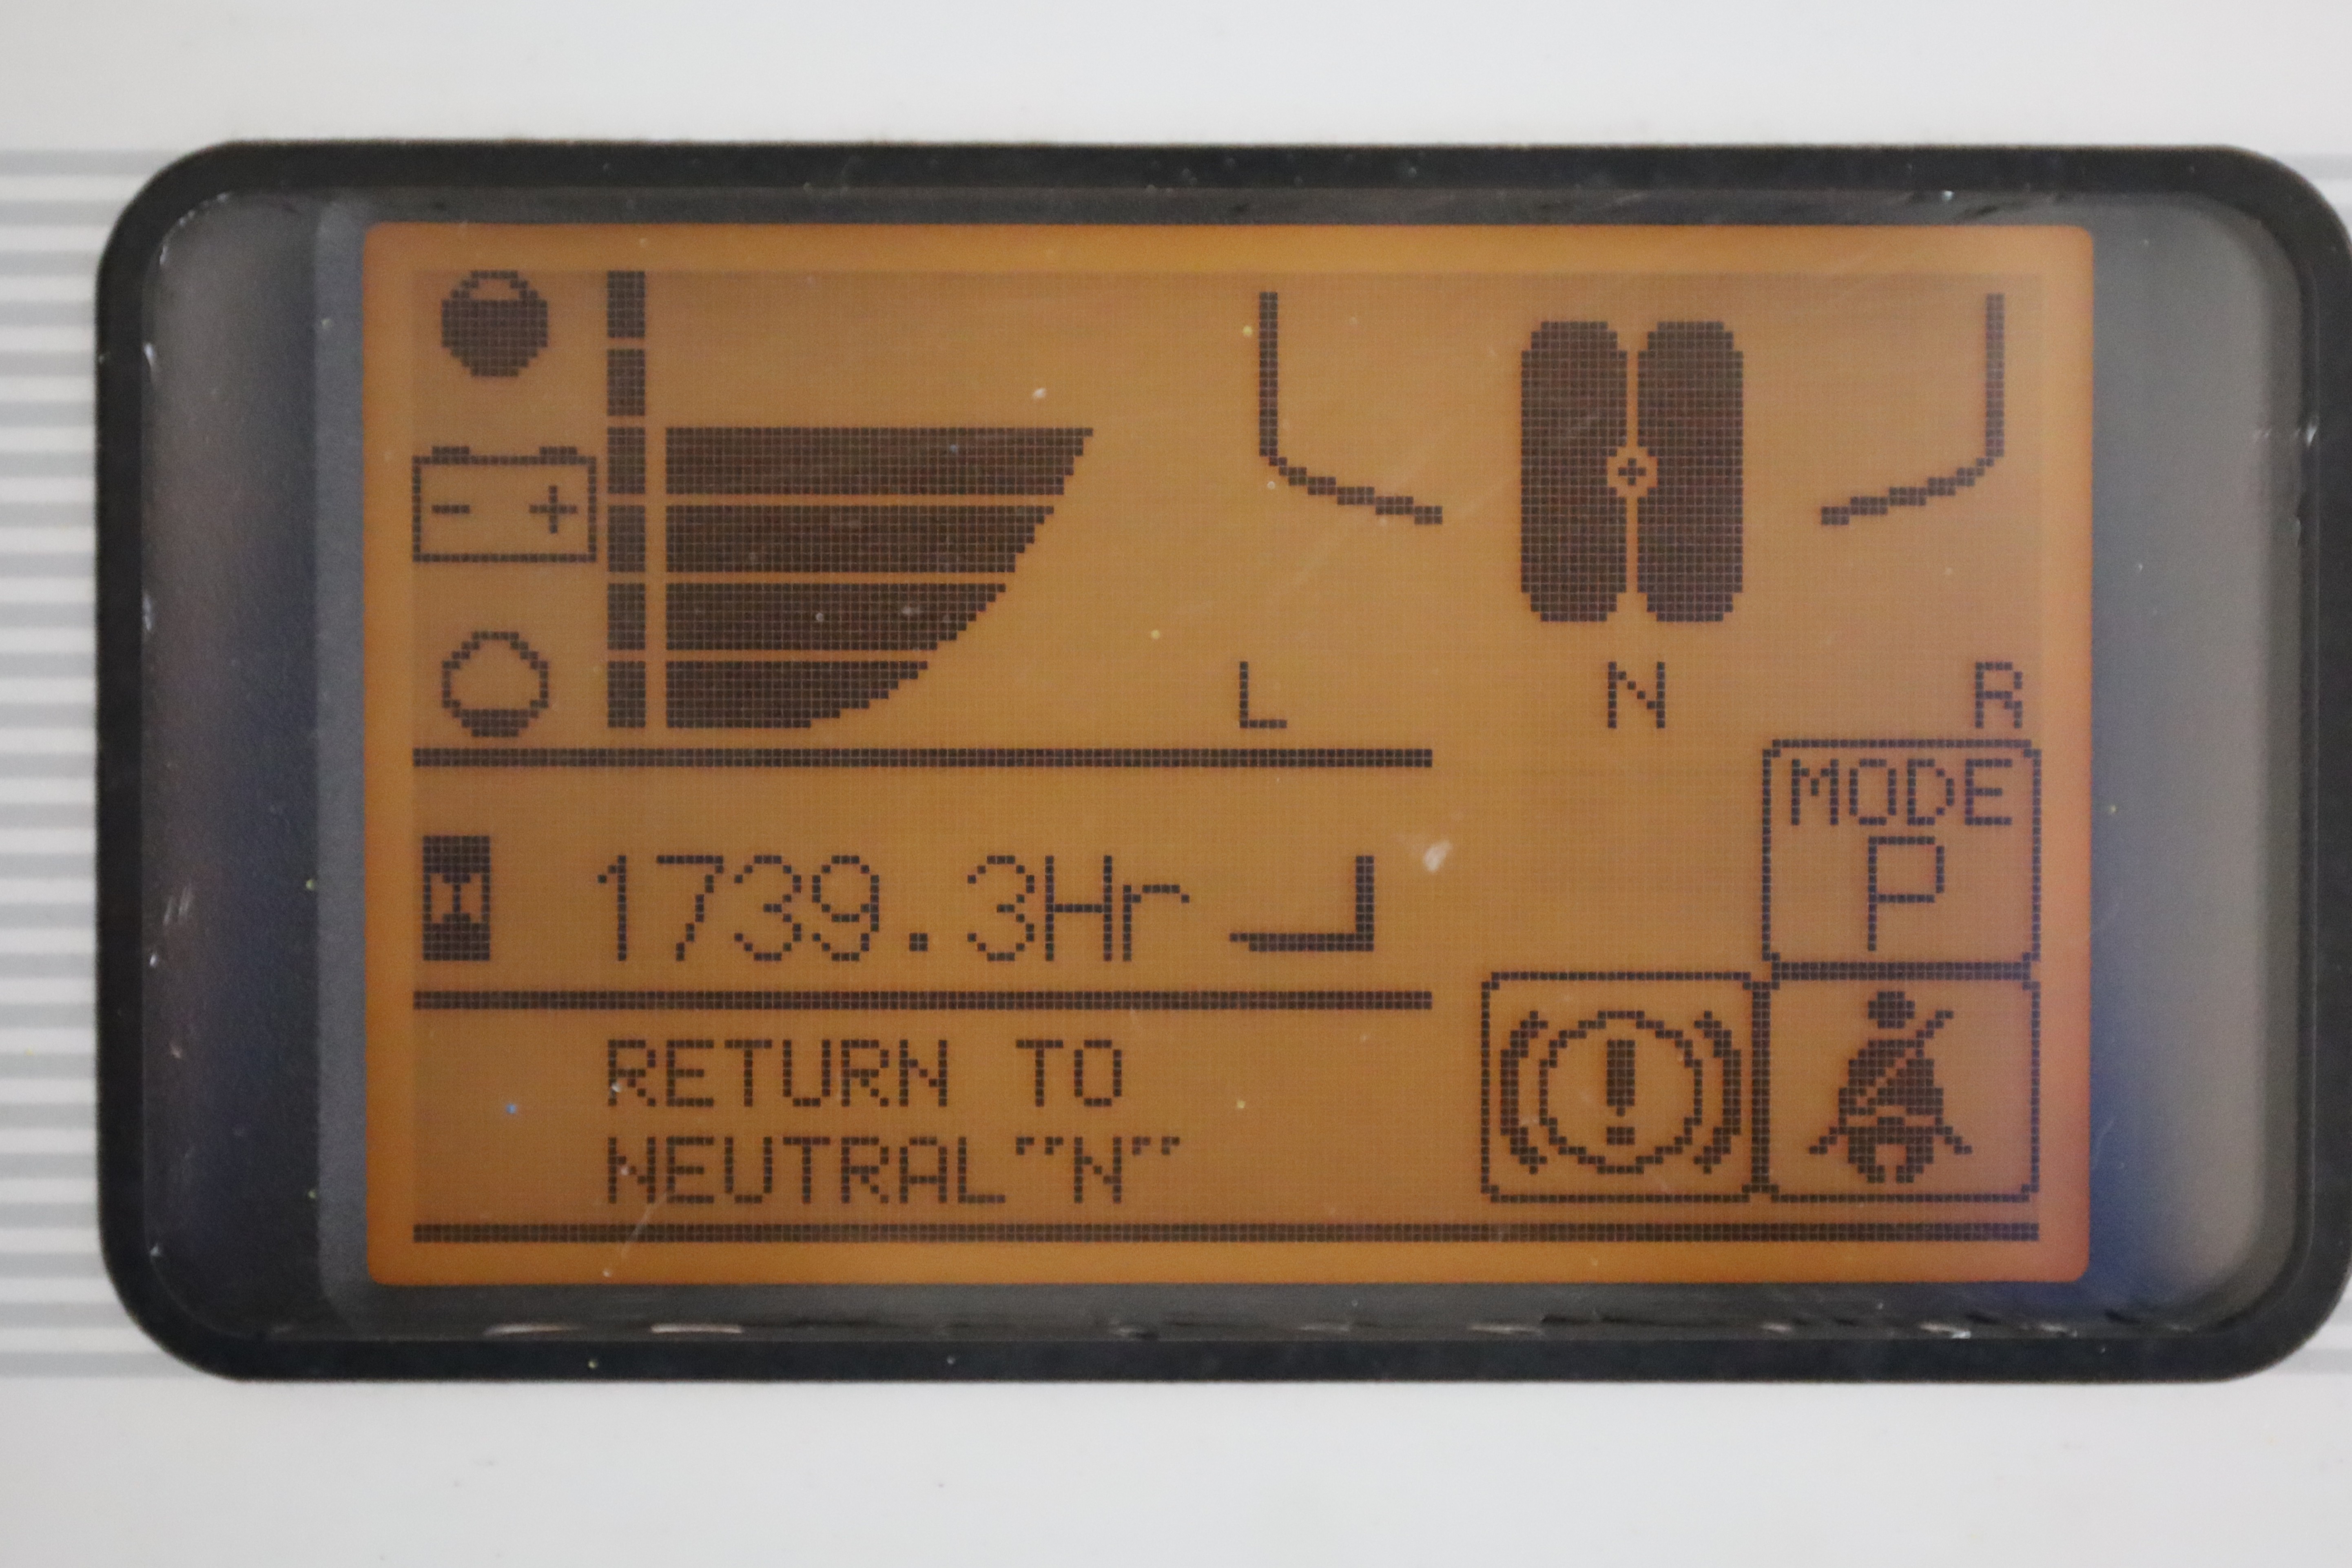 - +
L N R
MODE
P
1739.3Hr
RETURN TO
NEUTRAL"N"